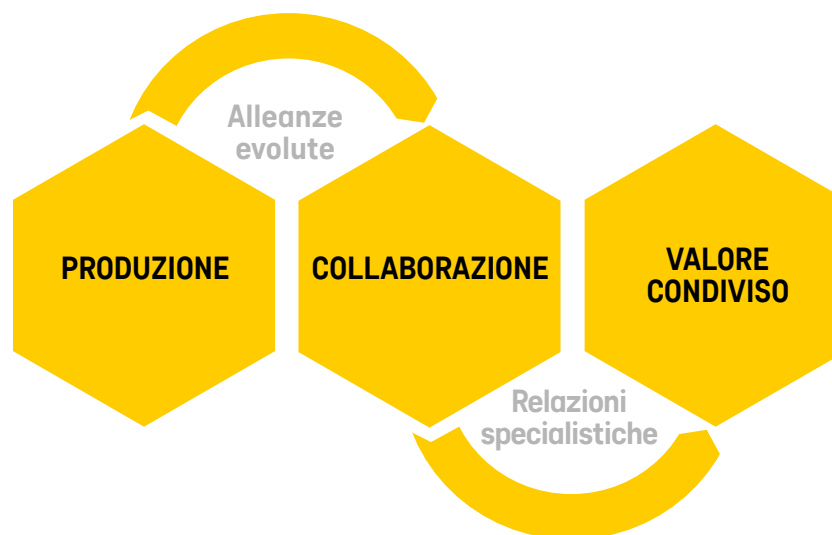 Alleanze
evolute
PRODUZIONE
COLLABORAZIONE
VALORE
CONDIVISO
Relazioni
specialistiche